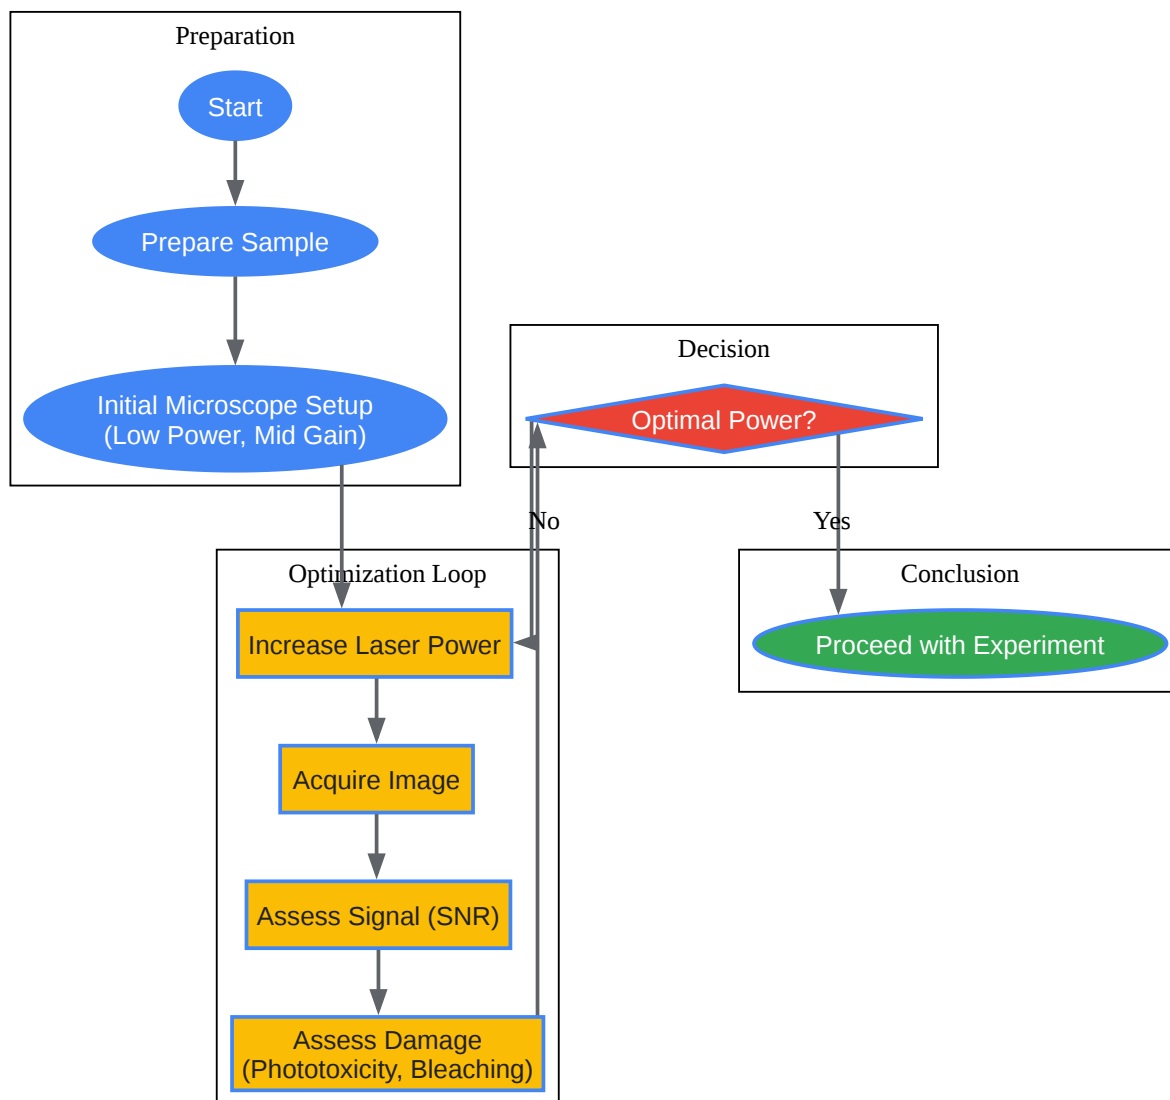 Preparation
Start
Prepare Sample
Initial Microscope Setup
(Low Power, Mid Gain)
Decision
Optimal Power?
No
Yes
Optimization Loop
Increase Laser Power
Acquire Image
Assess Signal (SNR)
Assess Damage
(Phototoxicity, Bleaching)
Conclusion
Proceed with Experiment